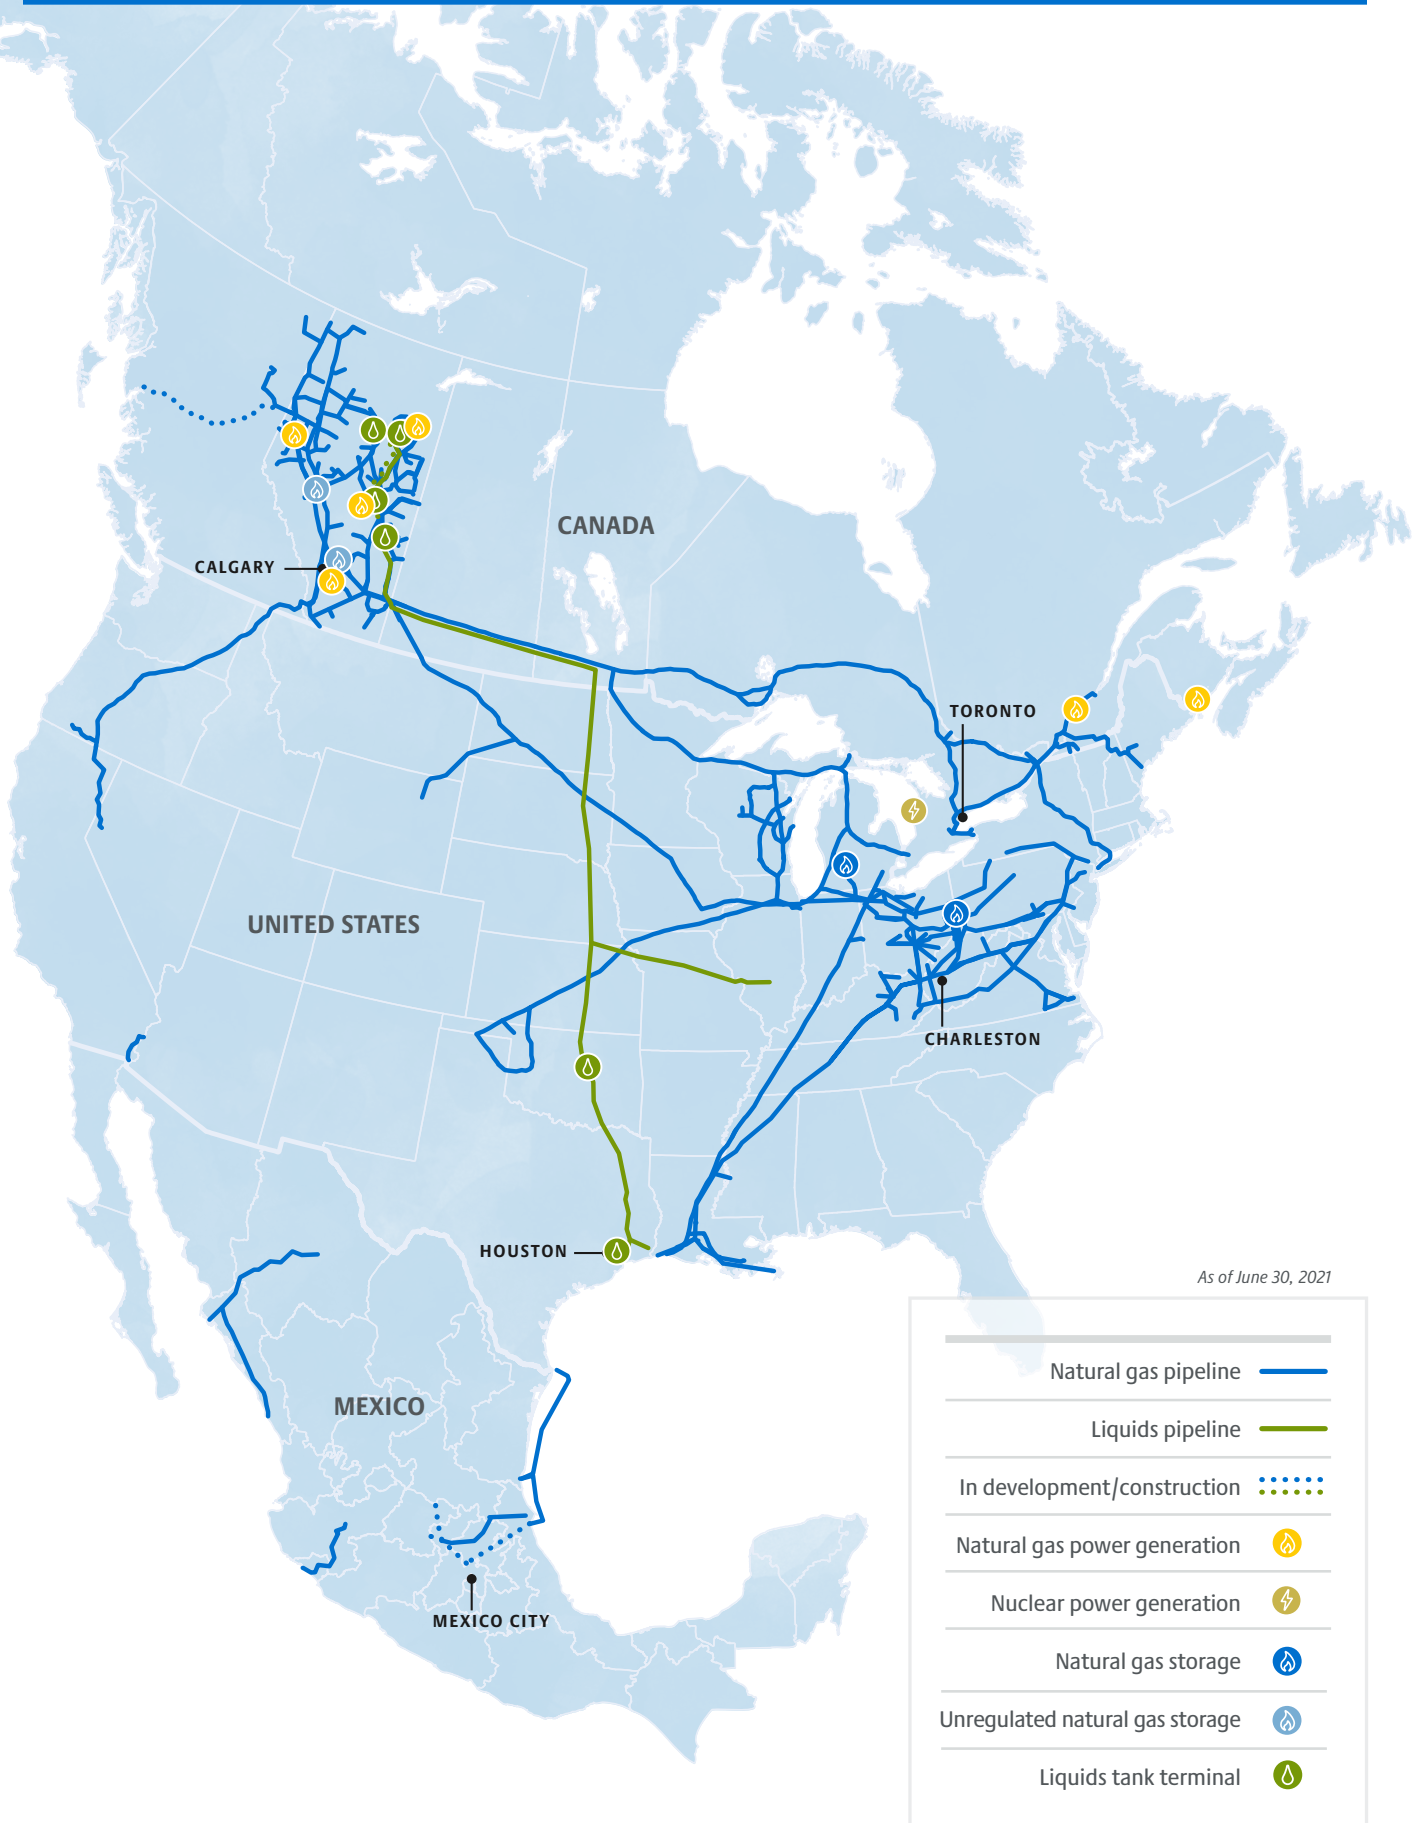 CANADA
CALGARY
TORONTO
UNITED STATES
CHARLESTON
HOUSTON
As of June 30, 2021
MEXICO
MEXICO CITY
Natural gas pipeline
Liquids pipeline
In development/construction
Natural gas power generation
Nuclear power generation
Natural gas storage
Unregulated natural gas storage
Liquids tank terminal